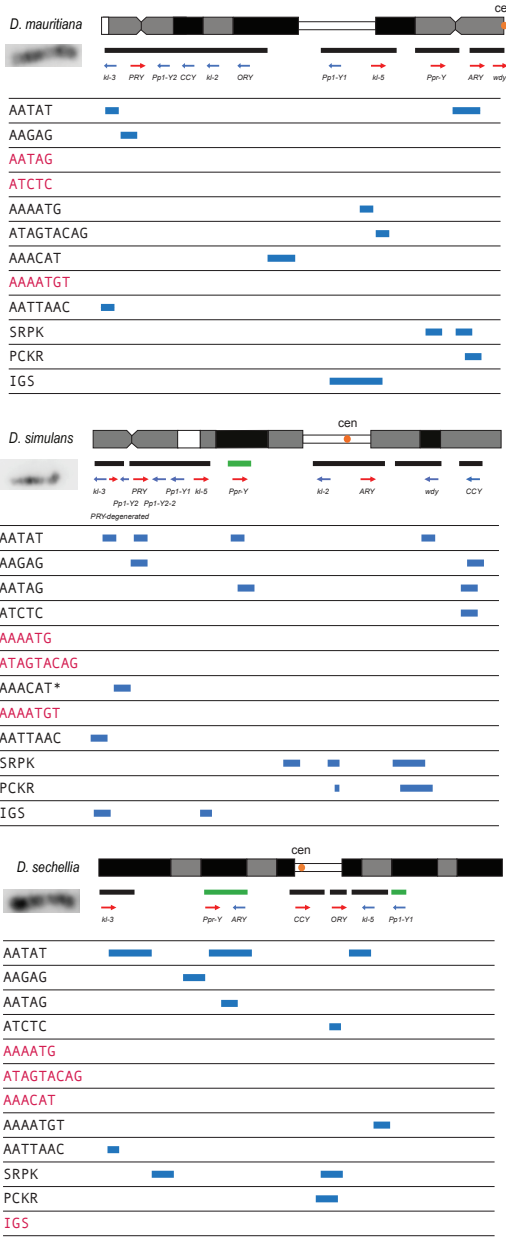 cen
D. mauritiana
kl-3 PRY Pp1-Y2 CCY kl-2 ORY Pp1-Y1 kl-5 Ppr-Y ARY wdy
AATAT
AAGAG
AATAG
ATCTC
AAAATG
ATAGTACAG
AAACAT
AAAATGT
AATTAAC
SRPK
PCKR
IGS
cen
D. simulans
kl-3 PRY Pp1-Y1 kl-5 Ppr-Y kl-2 ARY wdy CCY
Pp1-Y2 Pp1-Y2-2
PRY-degenerated
AATAT
AAGAG
AATAG
ATCTC
AAAATG
ATAGTACAG
AAACAT*
AAAATGT
AATTAAC
SRPK
PCKR
IGS
cen
D. sechellia
kl-3 Ppr-Y ARY CCY ORY kl-5 Pp1-Y1
AATAT
AAGAG
AATAG
ATCTC
AAAATG
ATAGTACAG
AAACAT
AAAATGT
AATTAAC
SRPK
PCKR
IGS